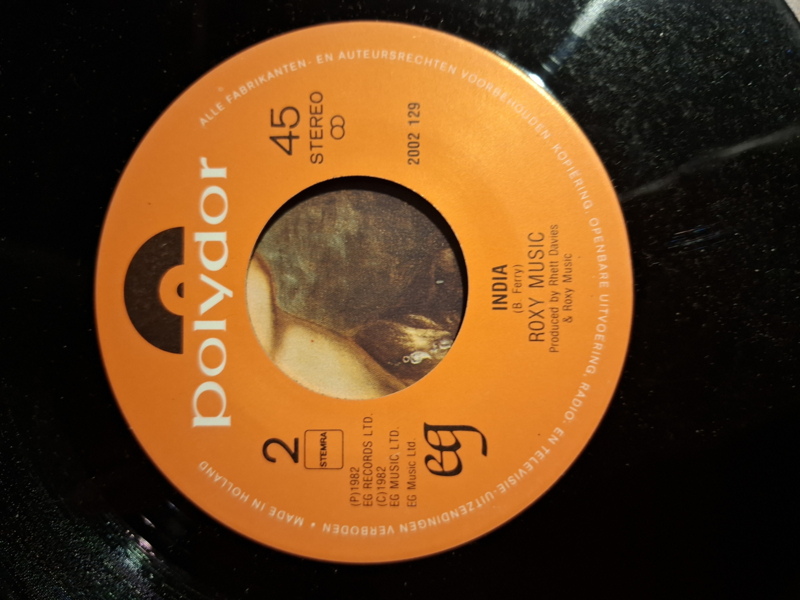 polydor
45
STEREO
2002 129
2
STEMRA
(P)1982
EG RECORDS LTD.
(C)1982
EG MUSIC LTD.
EG Music Ltd.
eg
INDIA
(B Ferry)
ROXY MUSIC
Produced by Rhett Davies
& Roxy Music
ALLE FABRIKANTEN- EN AUTEURSRECHTEN VOORBEHOUDEN. KOPIËRING, OPENBARE UITVOERING, RADIO- EN TELEVISIE-UITZENDINGEN VERBODEN • MADE IN HOLLAND